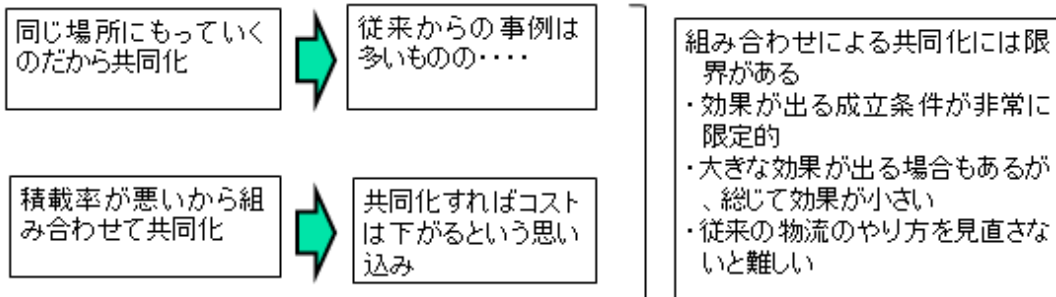 同じ場所にもっていく
のだから共同化
従来からの事例は
多いものの・・・・
積載率が悪いから組
み合わせて共同化
共同化すればコスト
は下がるという思い
込み
組み合わせによる共同化には限
界がある
・効果が出る成立条件が非常に
限定的
・大きな効果が出る場合もあるが
、総じて効果が小さい
・従来の物流のやり方を見直さな
いと難しい